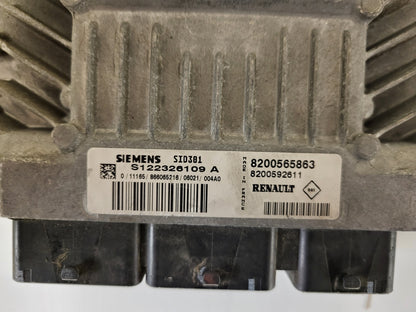 SIEMENS SID301
S122326109 A
0/11165/866065216/06021/004A0
8200565863
8200592611
RENAULT